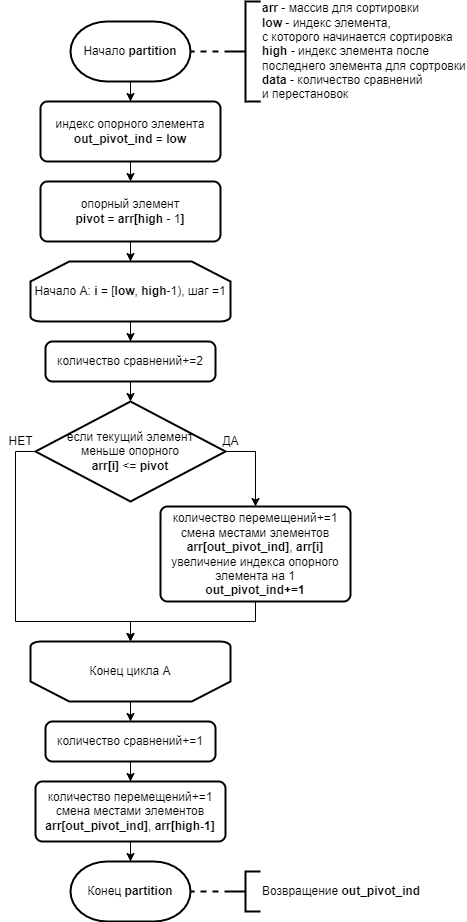 arr - массив для сортировки
low - индекс элемента,
с которого начинается сортировка
high - индекс элемента после
последнего элемента для сортровки
data - количество сравнений
и перестановок
Начало partition
индекс опорного элемента
out_pivot_ind = low
опорный элемент
pivot = arr[high - 1]
Начало А: i = [low, high-1), шаг =1
количество сравнений+=2
если текущий элемент
меньше опорного
arr[i] <= pivot
НЕТ
ДА
количество перемещений+=1
смена местами элементов
arr[out_pivot_ind], arr[i]
увеличение индекса опорного
элемента на 1
out_pivot_ind+=1
Конец цикла А
количество сравнений+=1
количество перемещений+=1
смена местами элементов
arr[out_pivot_ind], arr[high-1]
Конец partition
Возвращение out_pivot_ind